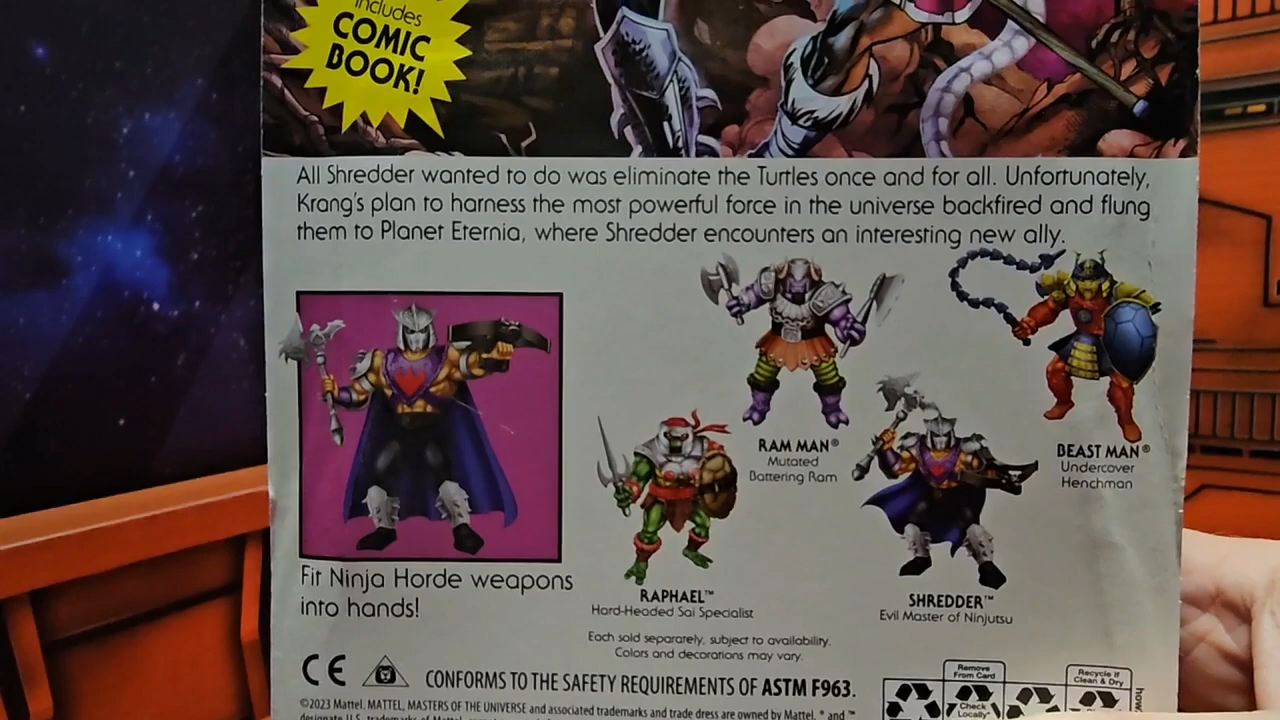 Includes
COMIC
BOOK!
All Shredder wanted to do was eliminate the Turtles once and for all. Unfortunately,
Krang's plan to harness the most powerful force in the universe backfired and flung
them to Planet Eternia, where Shredder encounters an interesting new ally.
RAM MAN®
Mutated
Battering Ram
BEAST MAN®
Undercover
Henchman
Fit Ninja Horde weapons
into hands!
RAPHAEL™
Hard-Headed Sai Specialist
SHREDDER™
Evil Master of Ninjutsu
Each sold separately, subject to availability.
Colors and decorations may vary.
CE
CONFORMS TO THE SAFETY REQUIREMENTS OF ASTM F963.
Remove
From Card
Recycle if
Clean & Dry
Check
Locally*
how
©2023 Mattel. MATTEL, MASTERS OF THE UNIVERSE and associated trademarks and trade dress are owned by Mattel. ® and ™
designate U.S. trademarks of Mattel